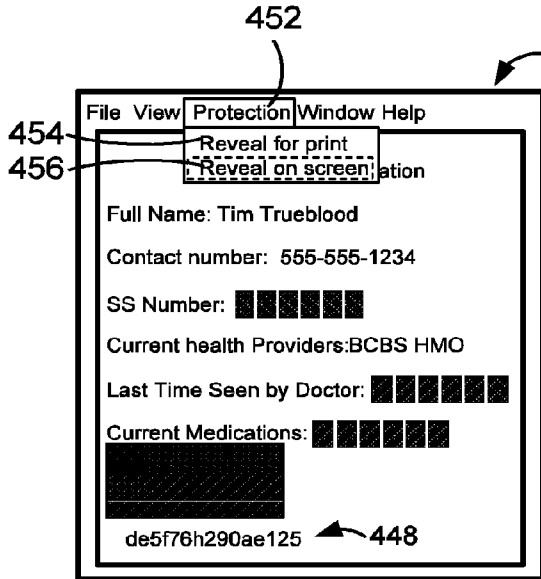 452
File View Protection Window Help
454 Reveal for print
456 Reveal on screen ation
Full Name: Tim Trueblood
Contact number: 555-555-1234
SS Number:
Current health Providers:BCBS HMO
Last Time Seen by Doctor:
Current Medications:
de5f76h290ae125 448